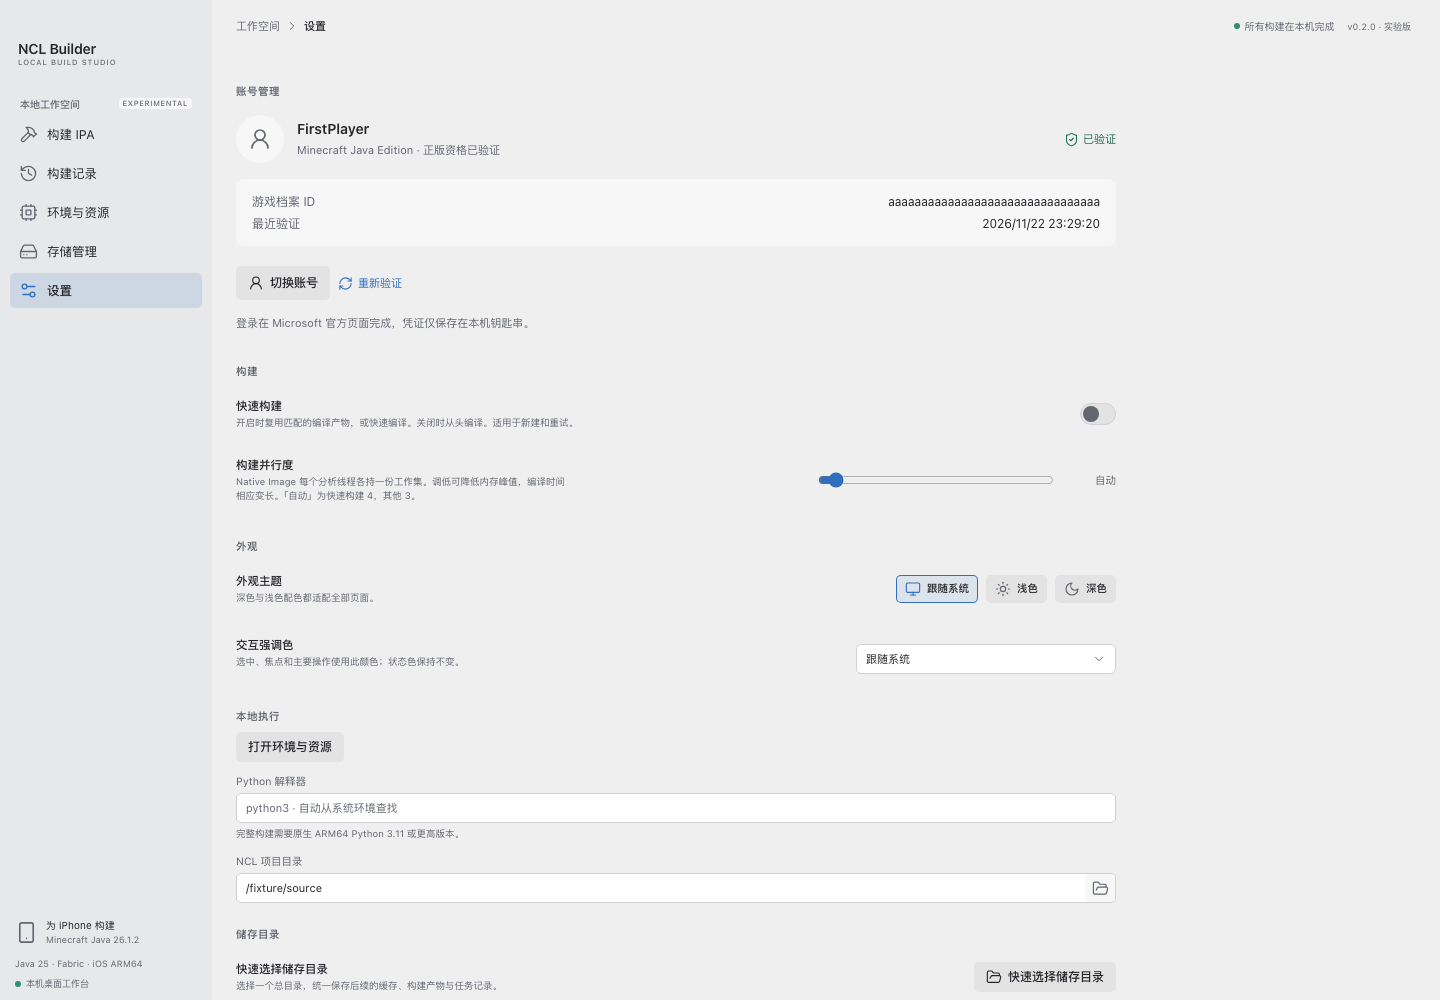 NCL Builder
LOCAL BUILD STUDIO
本地工作空间
EXPERIMENTAL
构建 IPA
构建记录
环境与资源
存储管理
设置
为 iPhone 构建
Minecraft Java 26.1.2
Java 25 · Fabric · iOS ARM64
本机桌面工作台
工作空间
设置
所有构建在本机完成
v0.2.0 · 实验版
账号管理
FirstPlayer
Minecraft Java Edition · 正版资格已验证
已验证
游戏档案 ID
aaaaaaaaaaaaaaaaaaaaaaaaaaaaaaaa
最近验证
2026/11/22 23:29:20
切换账号
重新验证
登录在 Microsoft 官方页面完成，凭证仅保存在本机钥匙串。
构建
快速构建
开启时复用匹配的编译产物，或快速编译。关闭时从头编译。适用于新建和重试。
构建并行度
Native Image 每个分析线程各持一份工作集。调低可降低内存峰值，编译时间
相应变长。「自动」为快速构建 4，其他 3。
自动
外观
外观主题
深色与浅色配色都适配全部页面。
跟随系统
浅色
深色
交互强调色
选中、焦点和主要操作使用此颜色；状态色保持不变。
跟随系统
本地执行
打开环境与资源
Python 解释器
python3 · 自动从系统环境查找
完整构建需要原生 ARM64 Python 3.11 或更高版本。
NCL 项目目录
/fixture/source
储存目录
快速选择储存目录
选择一个总目录，统一保存后续的缓存、构建产物与任务记录。
快速选择储存目录